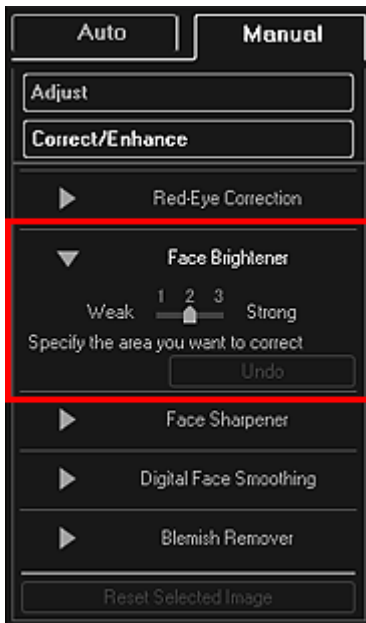 Auto Manual
Adjust
Correct/Enhance
Red-Eye Correction
Face Brightener
1 2 3
Weak Strong
Specify the area you want to correct
Undo
Face Sharpener
Digital Face Smoothing
Blemish Remover
Reset Selected Image